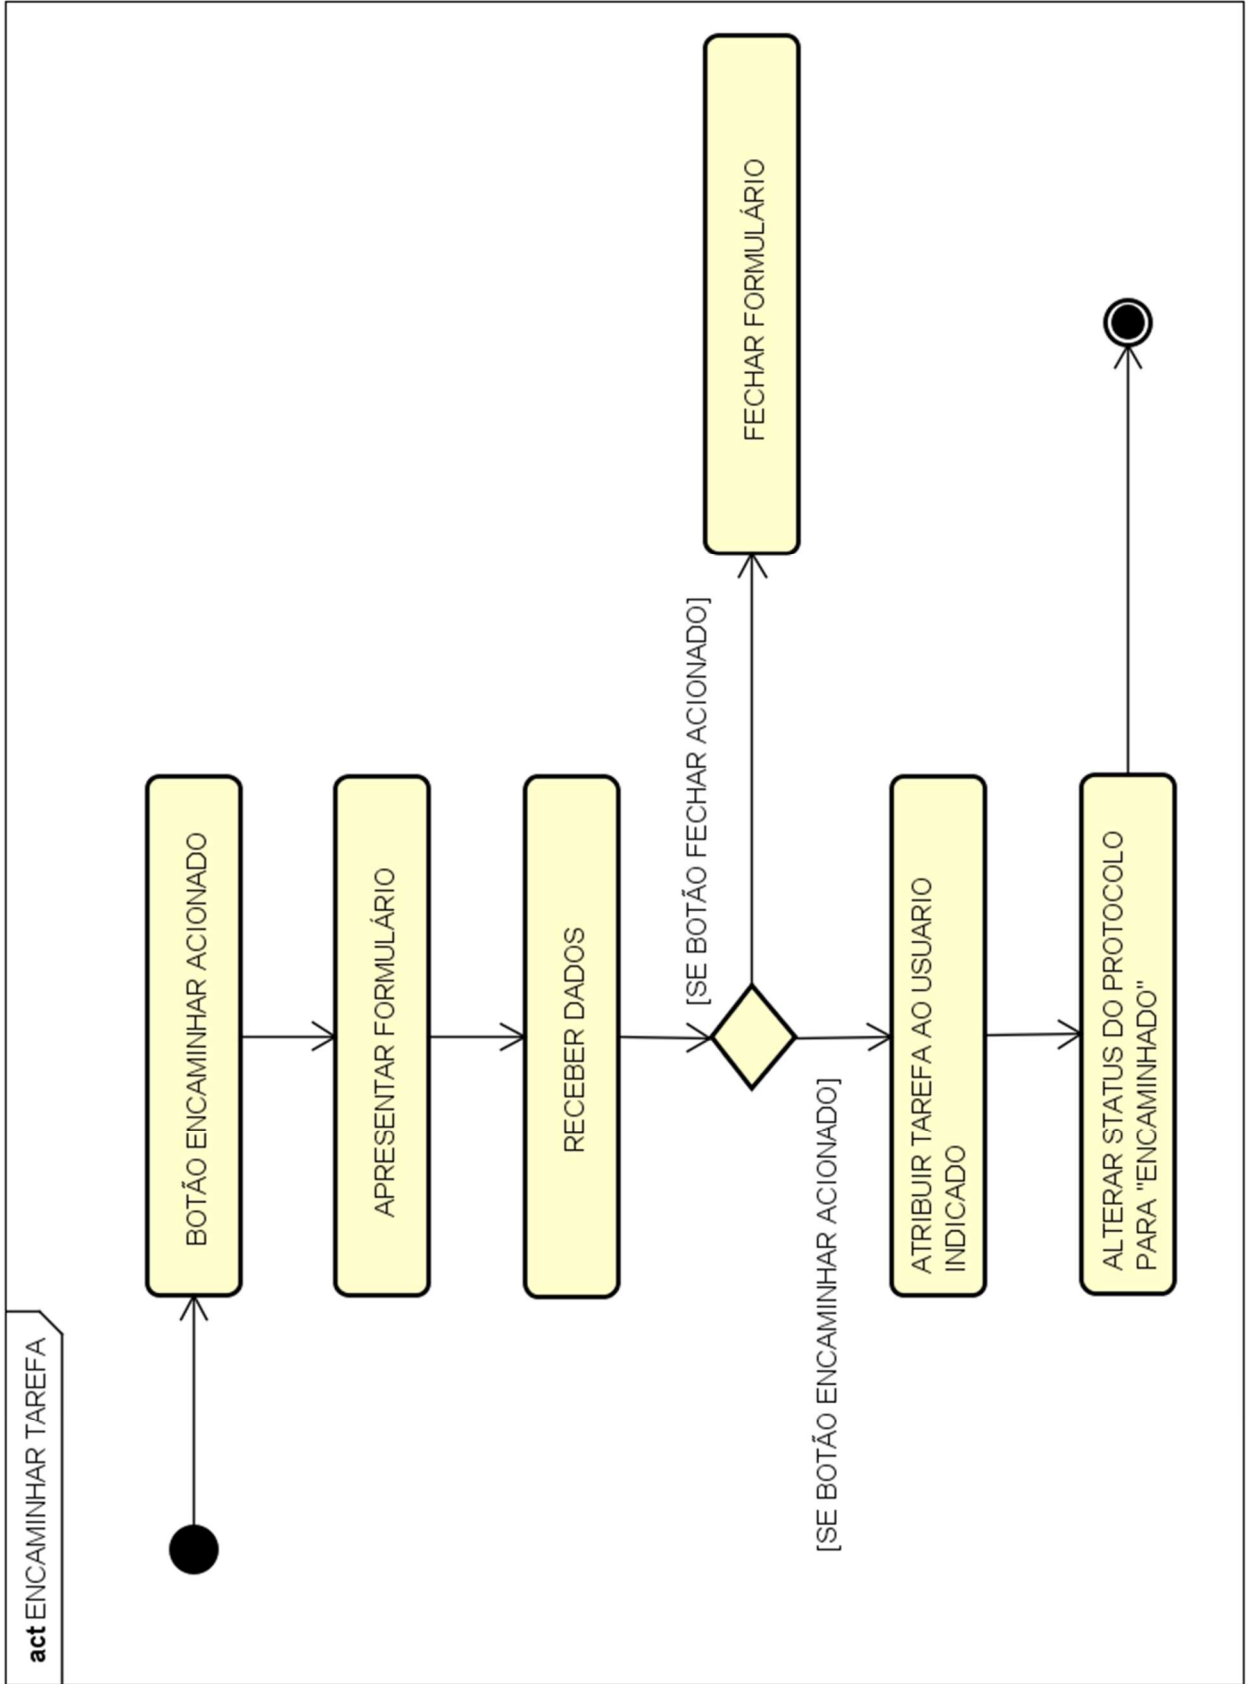 act ENCAMINHAR TAREFA
BOTÃO ENCAMINHAR ACIONADO
APRESENTAR FORMULÁRIO
RECEBER DADOS
[SE BOTÃO FECHAR ACIONADO]
FECHAR FORMULÁRIO
[SE BOTÃO ENCAMINHAR ACIONADO]
ATRIBUIR TAREFA AO USUARIO
INDICADO
ALTERAR STATUS DO PROTOCOLO
PARA "ENCAMINHADO"